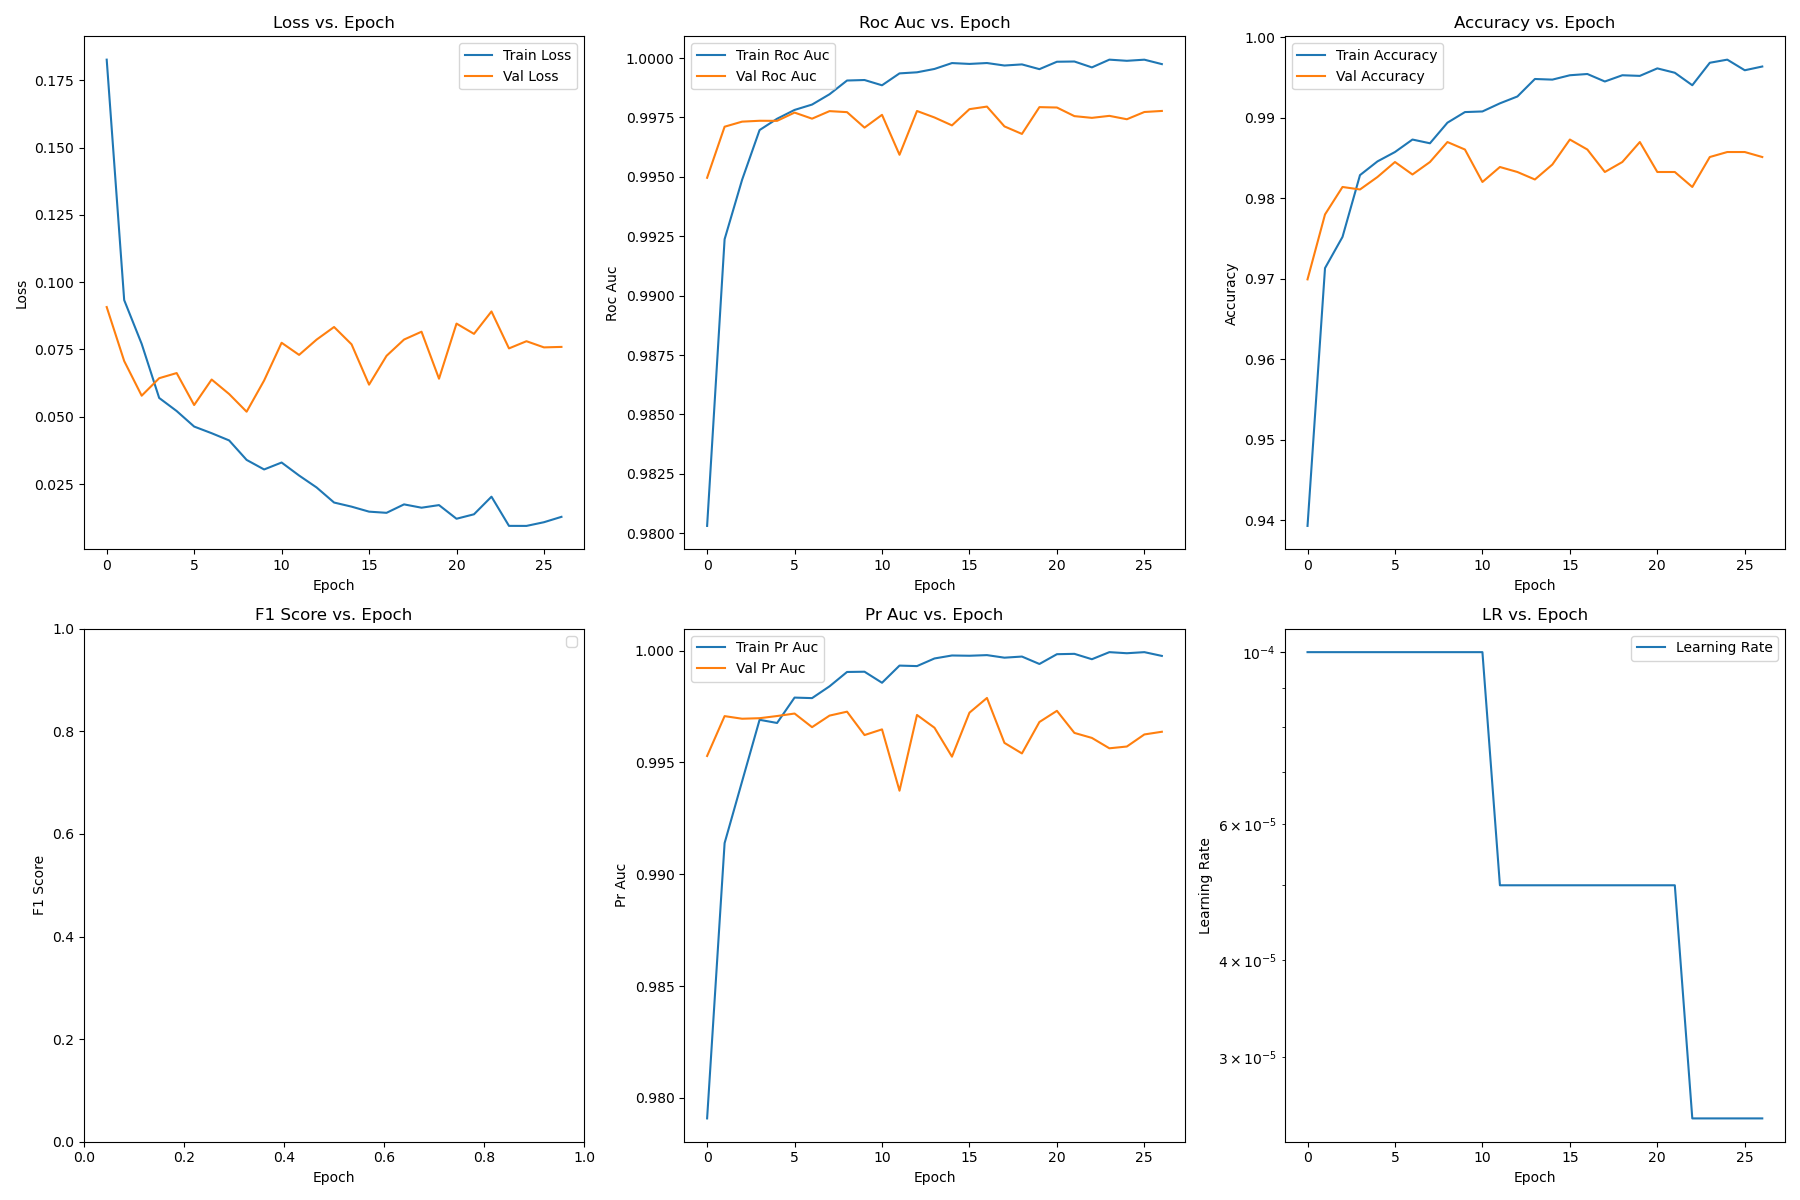 Loss vs. Epoch
Train Loss
Val Loss
0.175
0.150
0.125
0.100
0.075
0.050
0.025
Loss
0 5 10 15 20 25
Epoch
Roc Auc vs. Epoch
Train Roc Auc
Val Roc Auc
1.0000
0.9975
0.9950
0.9925
0.9900
0.9875
0.9850
0.9825
0.9800
Roc Auc
0 5 10 15 20 25
Epoch
Accuracy vs. Epoch
Train Accuracy
Val Accuracy
1.00
0.99
0.98
0.97
0.96
0.95
0.94
Accuracy
0 5 10 15 20 25
Epoch
F1 Score vs. Epoch
1.0
0.8
0.6
0.4
0.2
0.0
F1 Score
0.0 0.2 0.4 0.6 0.8 1.0
Epoch
Pr Auc vs. Epoch
Train Pr Auc
Val Pr Auc
1.000
0.995
0.990
0.985
0.980
Pr Auc
0 5 10 15 20 25
Epoch
LR vs. Epoch
Learning Rate
10⁻⁴
6 × 10⁻⁵
4 × 10⁻⁵
3 × 10⁻⁵
Learning Rate
0 5 10 15 20 25
Epoch